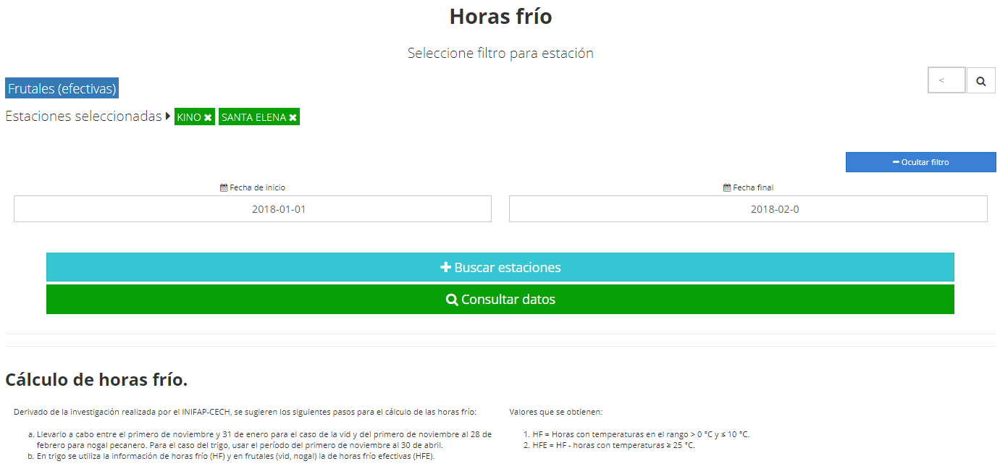 Horas frío
Seleccione filtro para estación
<
Frutales (efectivas)
Estaciones seleccionadas KINO SANTA ELENA
Ocultar filtro
Fecha de inicio
Fecha final
2018-01-01
2018-02-0
Buscar estaciones
Consultar datos
Cálculo de horas frío.
Derivado de la investigación realizada por el INIFAP-CECH, se sugieren los siguientes pasos para el cálculo de las horas frío:
a. Llevarlo a cabo entre el primero de noviembre y 31 de enero para el caso de la vid y del primero de noviembre al 28 de
febrero para nogal pecanero. Para el caso del trigo, usar el período del primero de noviembre al 30 de abril.
b. En trigo se utiliza la información de horas frío (HF) y en frutales (vid, nogal) la de horas frío efectivas (HFE).
Valores que se obtienen:
1. HF = Horas con temperaturas en el rango > 0 °C y ≤ 10 °C.
2. HFE = HF - horas con temperaturas ≥ 25 °C.